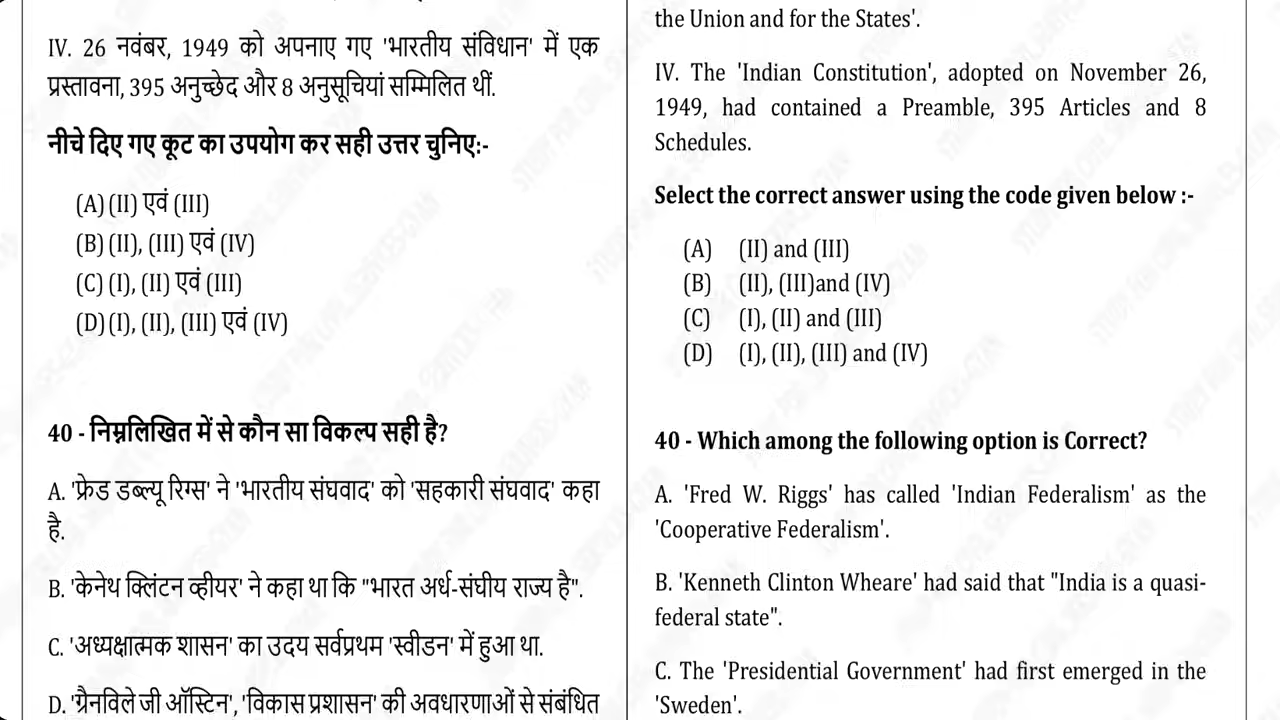 IV. 26 नवंबर, 1949 को अपनाए गए 'भारतीय संविधान' में एक
प्रस्तावना, 395 अनुच्छेद और 8 अनुसूचियां सम्मिलित थीं.
नीचे दिए गए कूट का उपयोग कर सही उत्तर चुनिए:-
(A) (II) एवं (III)
(B) (II), (III) एवं (IV)
(C) (I), (II) एवं (III)
(D) (I), (II), (III) एवं (IV)
40 - निम्नलिखित में से कौन सा विकल्प सही है?
A. 'फ्रेड डब्ल्यू रिग्स' ने 'भारतीय संघवाद' को 'सहकारी संघवाद' कहा
है.
B. 'केनेथ क्लिंटन व्हीयर' ने कहा था कि "भारत अर्ध-संघीय राज्य है".
C. 'अध्यक्षात्मक शासन' का उदय सर्वप्रथम 'स्वीडन' में हुआ था.
D. 'ग्रैनविले जी ऑस्टिन', 'विकास प्रशासन' की अवधारणाओं से संबंधित
the Union and for the States'.
IV. The 'Indian Constitution', adopted on November 26,
1949, had contained a Preamble, 395 Articles and 8
Schedules.
Select the correct answer using the code given below :-
(A) (II) and (III)
(B) (II), (III)and (IV)
(C) (I), (II) and (III)
(D) (I), (II), (III) and (IV)
40 - Which among the following option is Correct?
A. 'Fred W. Riggs' has called 'Indian Federalism' as the
'Cooperative Federalism'.
B. 'Kenneth Clinton Wheare' had said that "India is a quasi-
federal state".
C. The 'Presidential Government' had first emerged in the
'Sweden'.